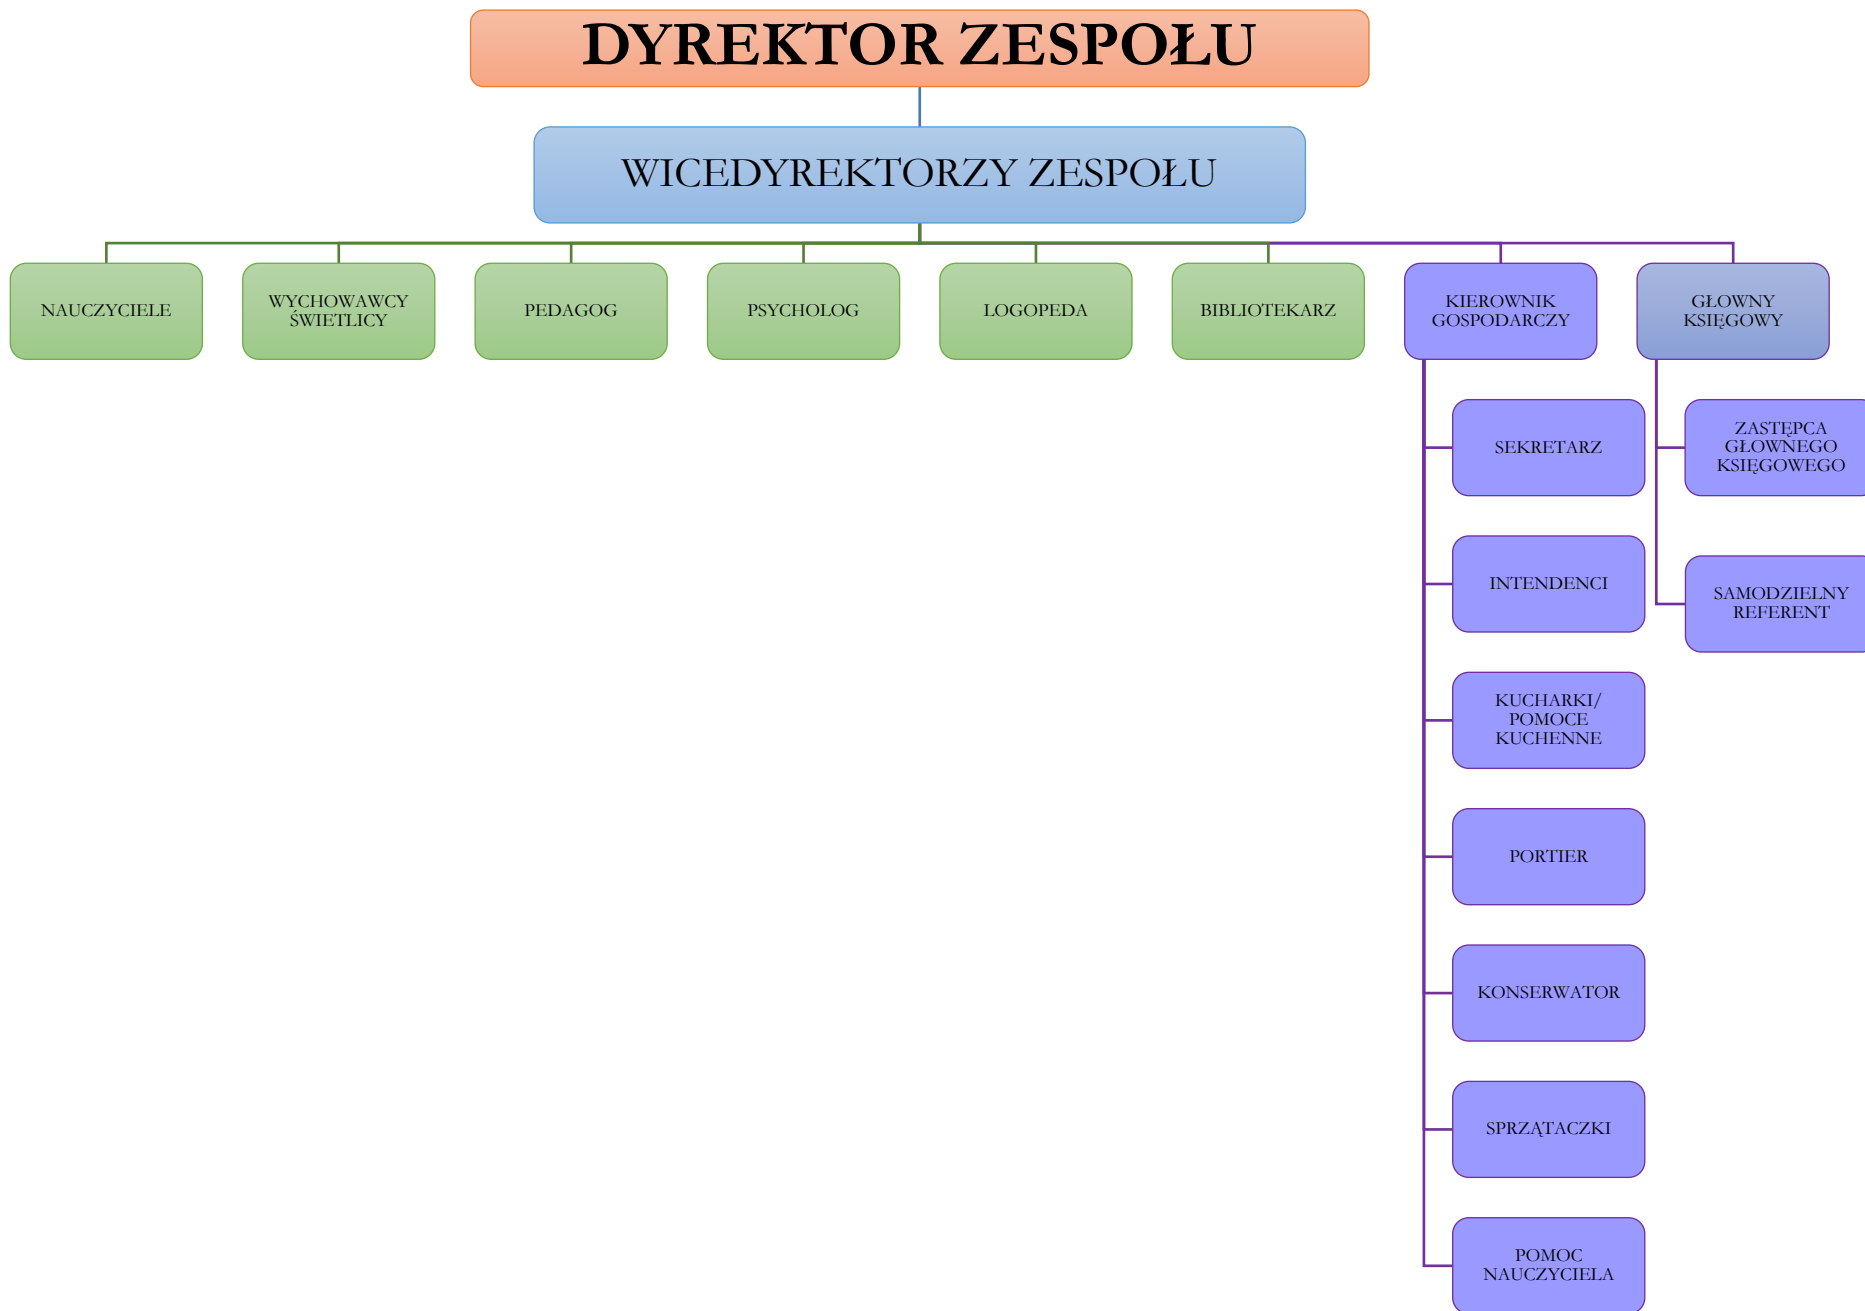 DYREKTOR ZESPOŁU
WICEDYREKTORZY ZESPOŁU
NAUCZYCIELE
WYCHOWAWCY
ŚWIETLICY
PEDAGOG
PSYCHOLOG
LOGOPEDA
BIBLIOTEKARZ
KIEROWNIK
GOSPODARCZY
GŁOWNY
KSIĘGOWY
SEKRETARZ
INTENDENCI
KUCHARKI/
POMOCE
KUCHENNE
PORTIER
KONSERWATOR
SPRZĄTACZKI
POMOC
NAUCZYCIELA
ZASTĘPCA
GŁOWNEGO
KSIĘGOWEGO
SAMODZIELNY
REFERENT